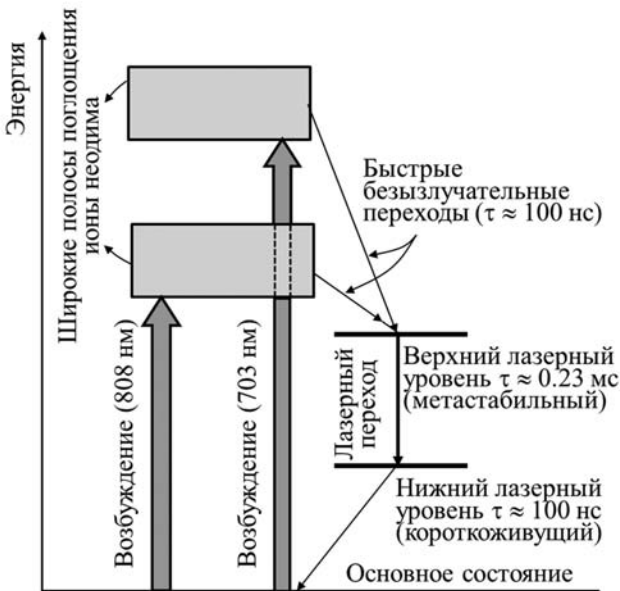 Энергия
Широкие полосы поглощения
ионы неодима
Быстрые
безызлучательные
переходы (τ ≈ 100 нс)
Возбуждение (808 нм)
Возбуждение (703 нм)
Лазерный
переход
Верхний лазерный
уровень τ ≈ 0.23 мс
(метастабильный)
Нижний лазерный
уровень τ ≈ 100 нс
(короткоживущий)
Основное состояние